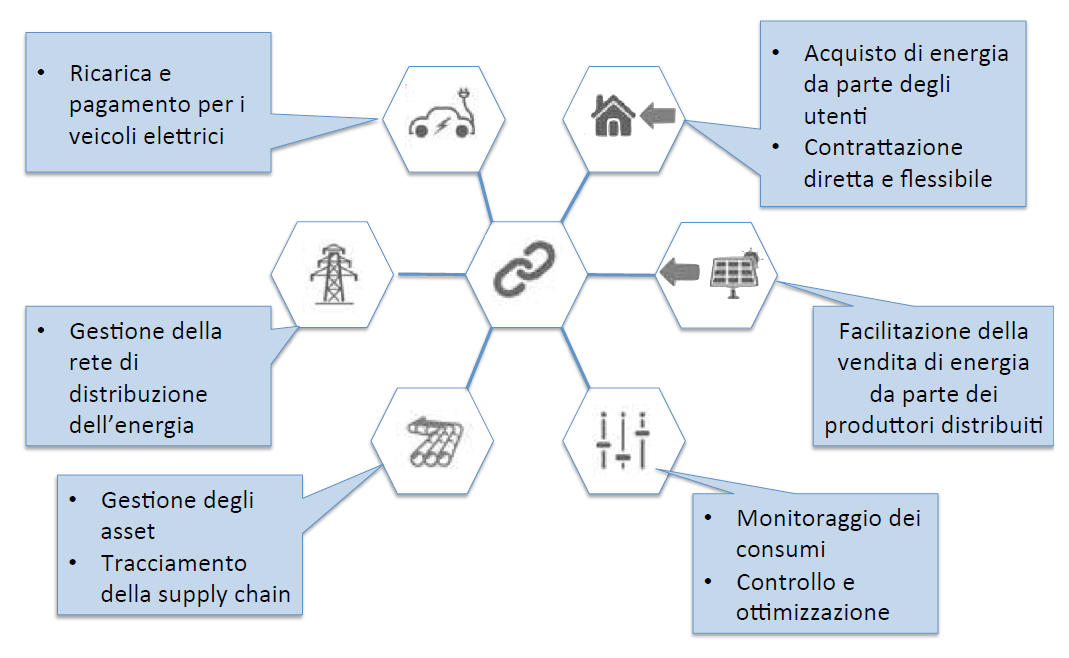 • Ricarica e
pagamento per i
veicoli elettrici
• Acquisto di energia
da parte degli
utenti
• Contrattazione
diretta e flessibile
• Gestione della
rete di
distribuzione
dell’energia
Facilitazione della
vendita di energia
da parte dei
produttori distribuiti
• Gestione degli
asset
• Tracciamento
della supply chain
• Monitoraggio dei
consumi
• Controllo e
ottimizzazione